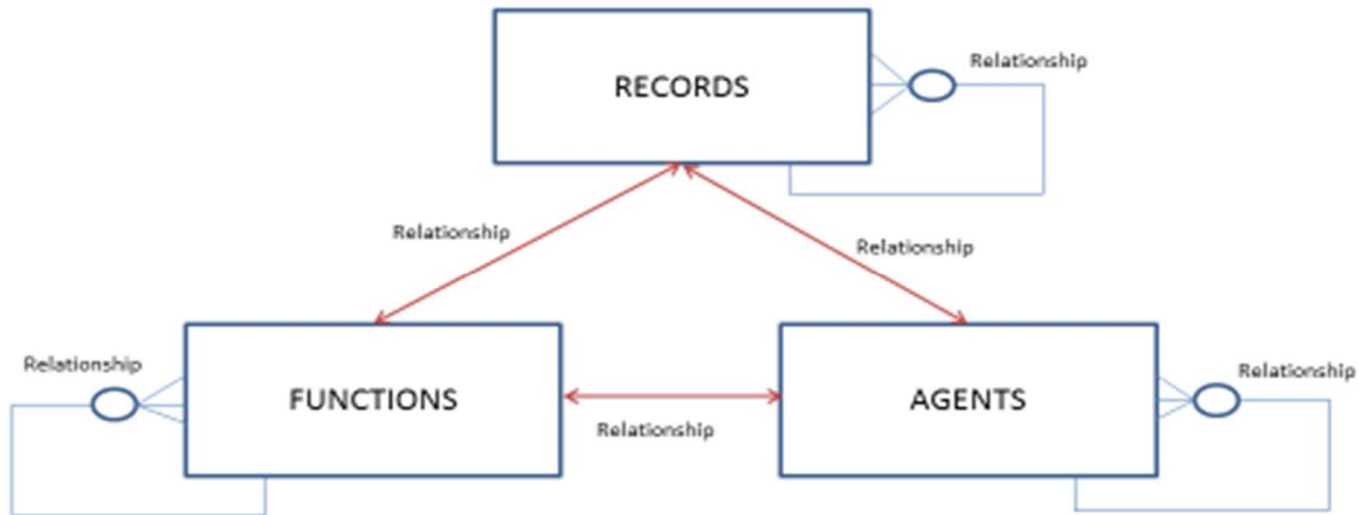 Relationship
RECORDS
Relationship
Relationship
Relationship
Relationship
FUNCTIONS
AGENTS
Relationship